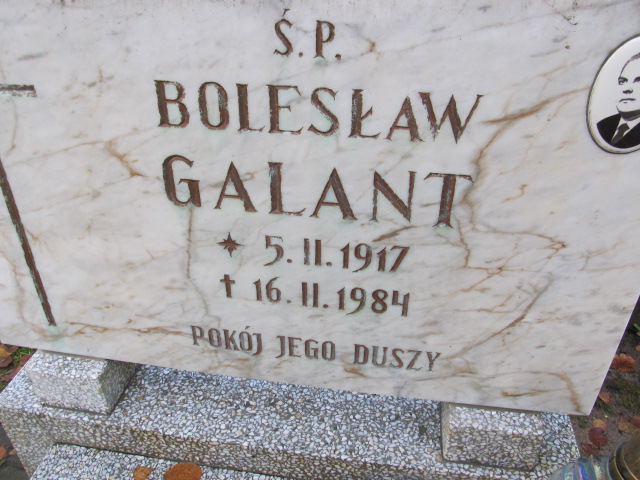 Ś.P.
BOLESŁAW
GALANT
* 5.II.1917
† 16.II.1984
POKÓJ JEGO DUSZY